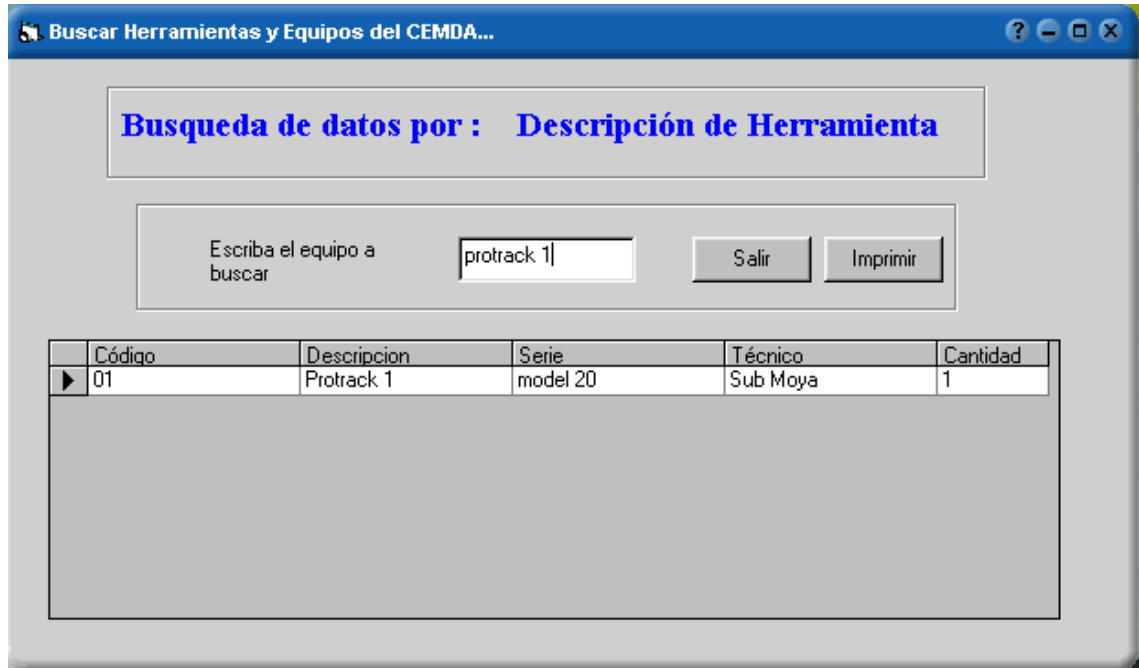 Buscar Herramientas y Equipos del CEMDA...
Busqueda de datos por : Descripción de Herramienta
Escriba el equipo a
buscar
protrack 1
Salir
Imprimir
Código Descripcion Serie Técnico Cantidad
01 Protrack 1 model 20 Sub Moya 1